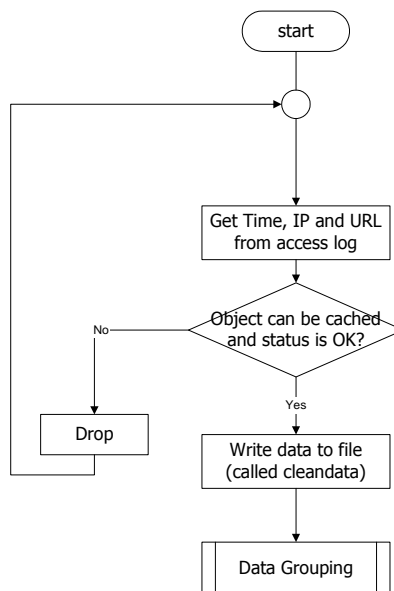 start
Get Time, IP and URL
from access log
Object can be cached
and status is OK?
No
Yes
Drop
Write data to file
(called cleandata)
Data Grouping